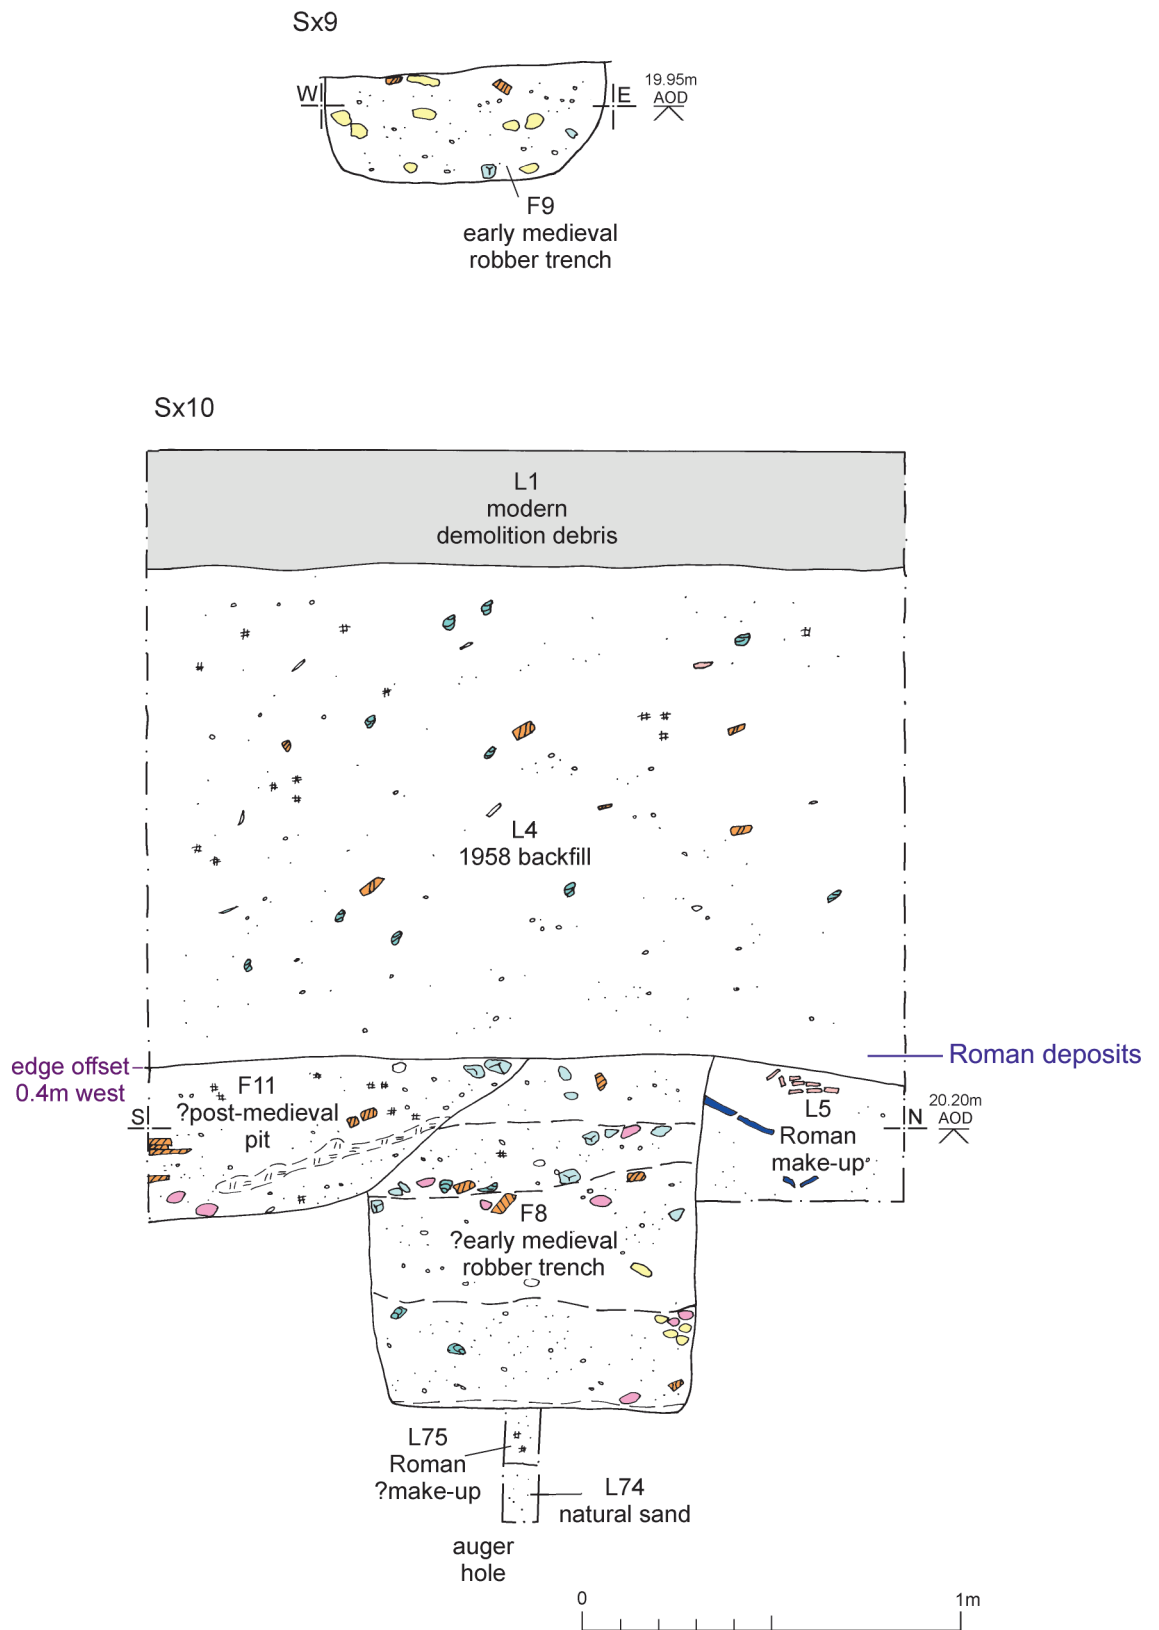 Sx9
W
E
19.95m
AOD
F9
early medieval
robber trench
Sx10
L1
modern
demolition debris
L4
1958 backfill
Roman deposits
edge offset
0.4m west
F11
?post-medieval
pit
S
L5
Roman
make-up
N
20.20m
AOD
F8
?early medieval
robber trench
L75
Roman
?make-up
L74
natural sand
auger
hole
0
1m